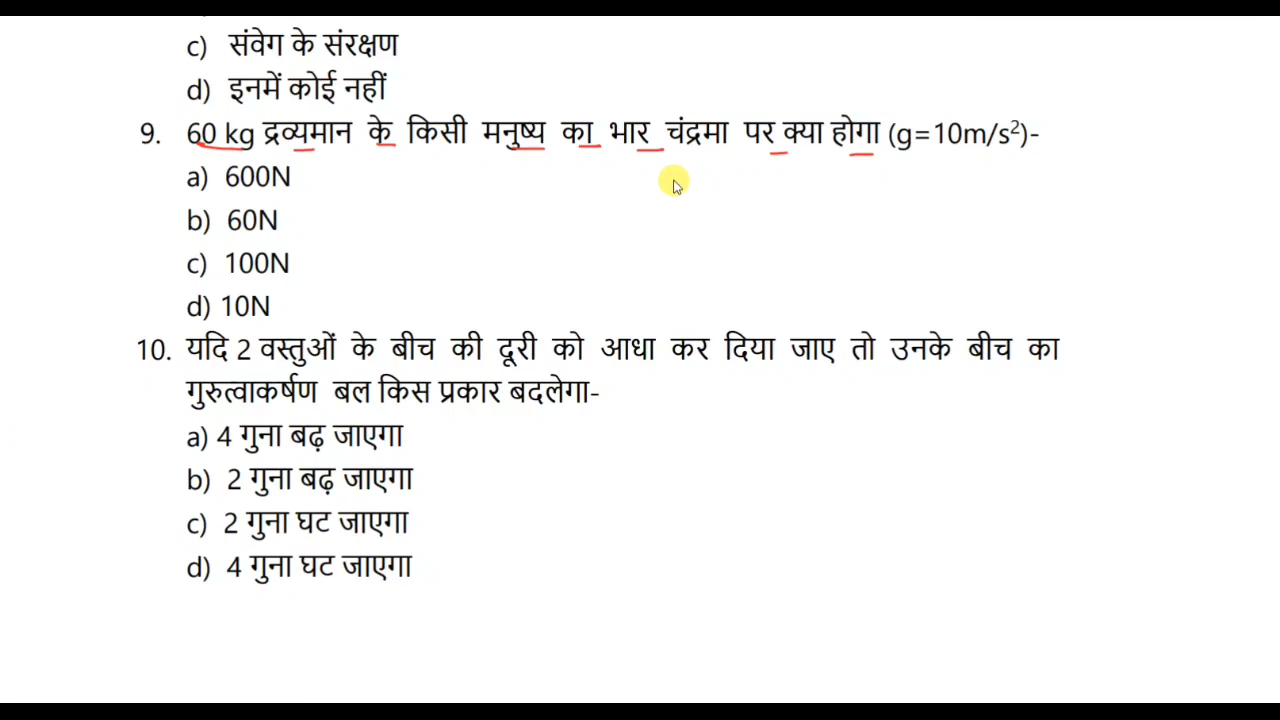 c) संवेग के संरक्षण
d) इनमें कोई नहीं
9. 60 kg द्रव्यमान के किसी मनुष्य का भार चंद्रमा पर क्या होगा (g=10m/s²)-
a) 600N
b) 60N
c) 100N
d) 10N
10. यदि 2 वस्तुओं के बीच की दूरी को आधा कर दिया जाए तो उनके बीच का
गुरुत्वाकर्षण बल किस प्रकार बदलेगा-
a) 4 गुना बढ़ जाएगा
b) 2 गुना बढ़ जाएगा
c) 2 गुना घट जाएगा
d) 4 गुना घट जाएगा